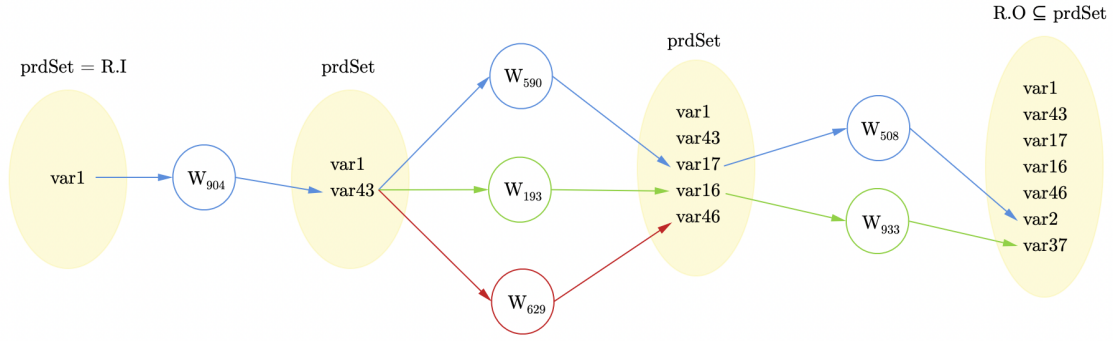 prdSet = R.I
var1
W904
prdSet
var1
var43
W590
W193
W629
prdSet
var1
var43
var17
var16
var46
W508
W933
R.O ⊆ prdSet
var1
var43
var17
var16
var46
var2
var37